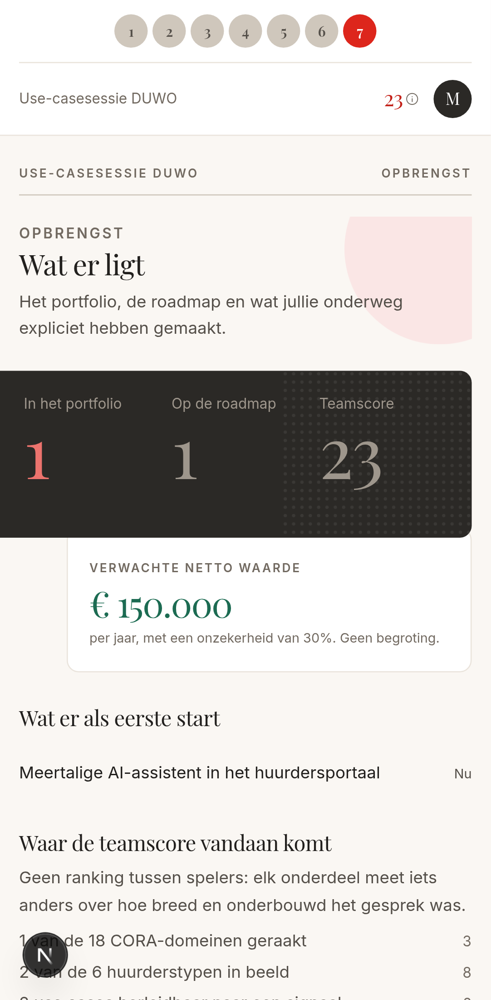 1 2 3 4 5 6 7
Use-casesessie DUWO 23 M
USE-CASESESSIE DUWO OPBRENGST
OPBRENGST
Wat er ligt
Het portfolio, de roadmap en wat jullie onderweg
expliciet hebben gemaakt.
In het portfolio Op de roadmap Teamscore
1 1 23
VERWACHTE NETTO WAARDE
€ 150.000
per jaar, met een onzekerheid van 30%. Geen begroting.
Wat er als eerste start
Meertalige AI-assistent in het huurdersportaal Nu
Waar de teamscore vandaan komt
Geen ranking tussen spelers: elk onderdeel meet iets
anders over hoe breed en onderbouwd het gesprek was.
1 van de 18 CORA-domeinen geraakt 3
N
2 van de 6 huurderstypen in beeld 8